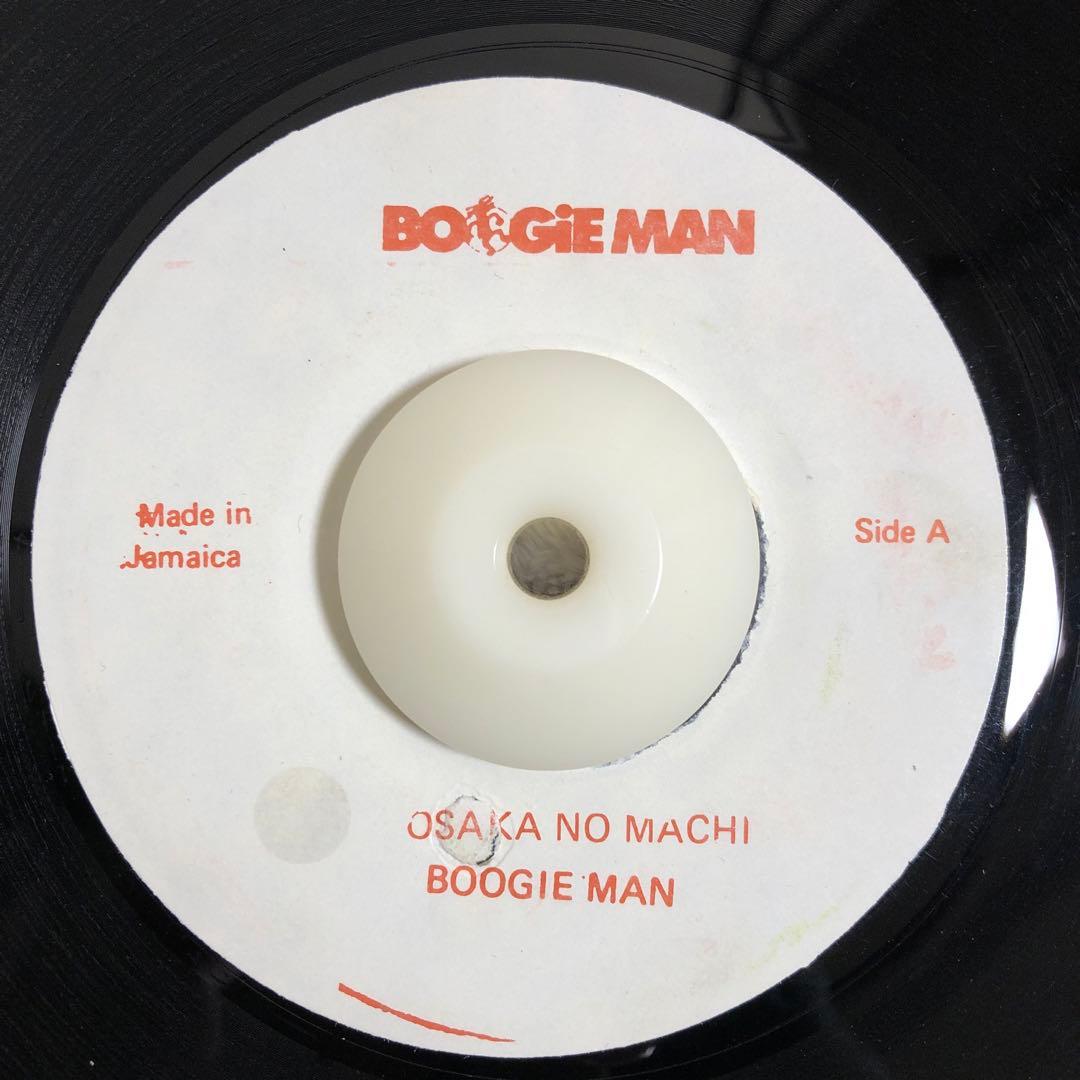 BOOGiE MAN
Made in
Jamaica
Side A
OSAKA NO MACHI
BOOGIE MAN